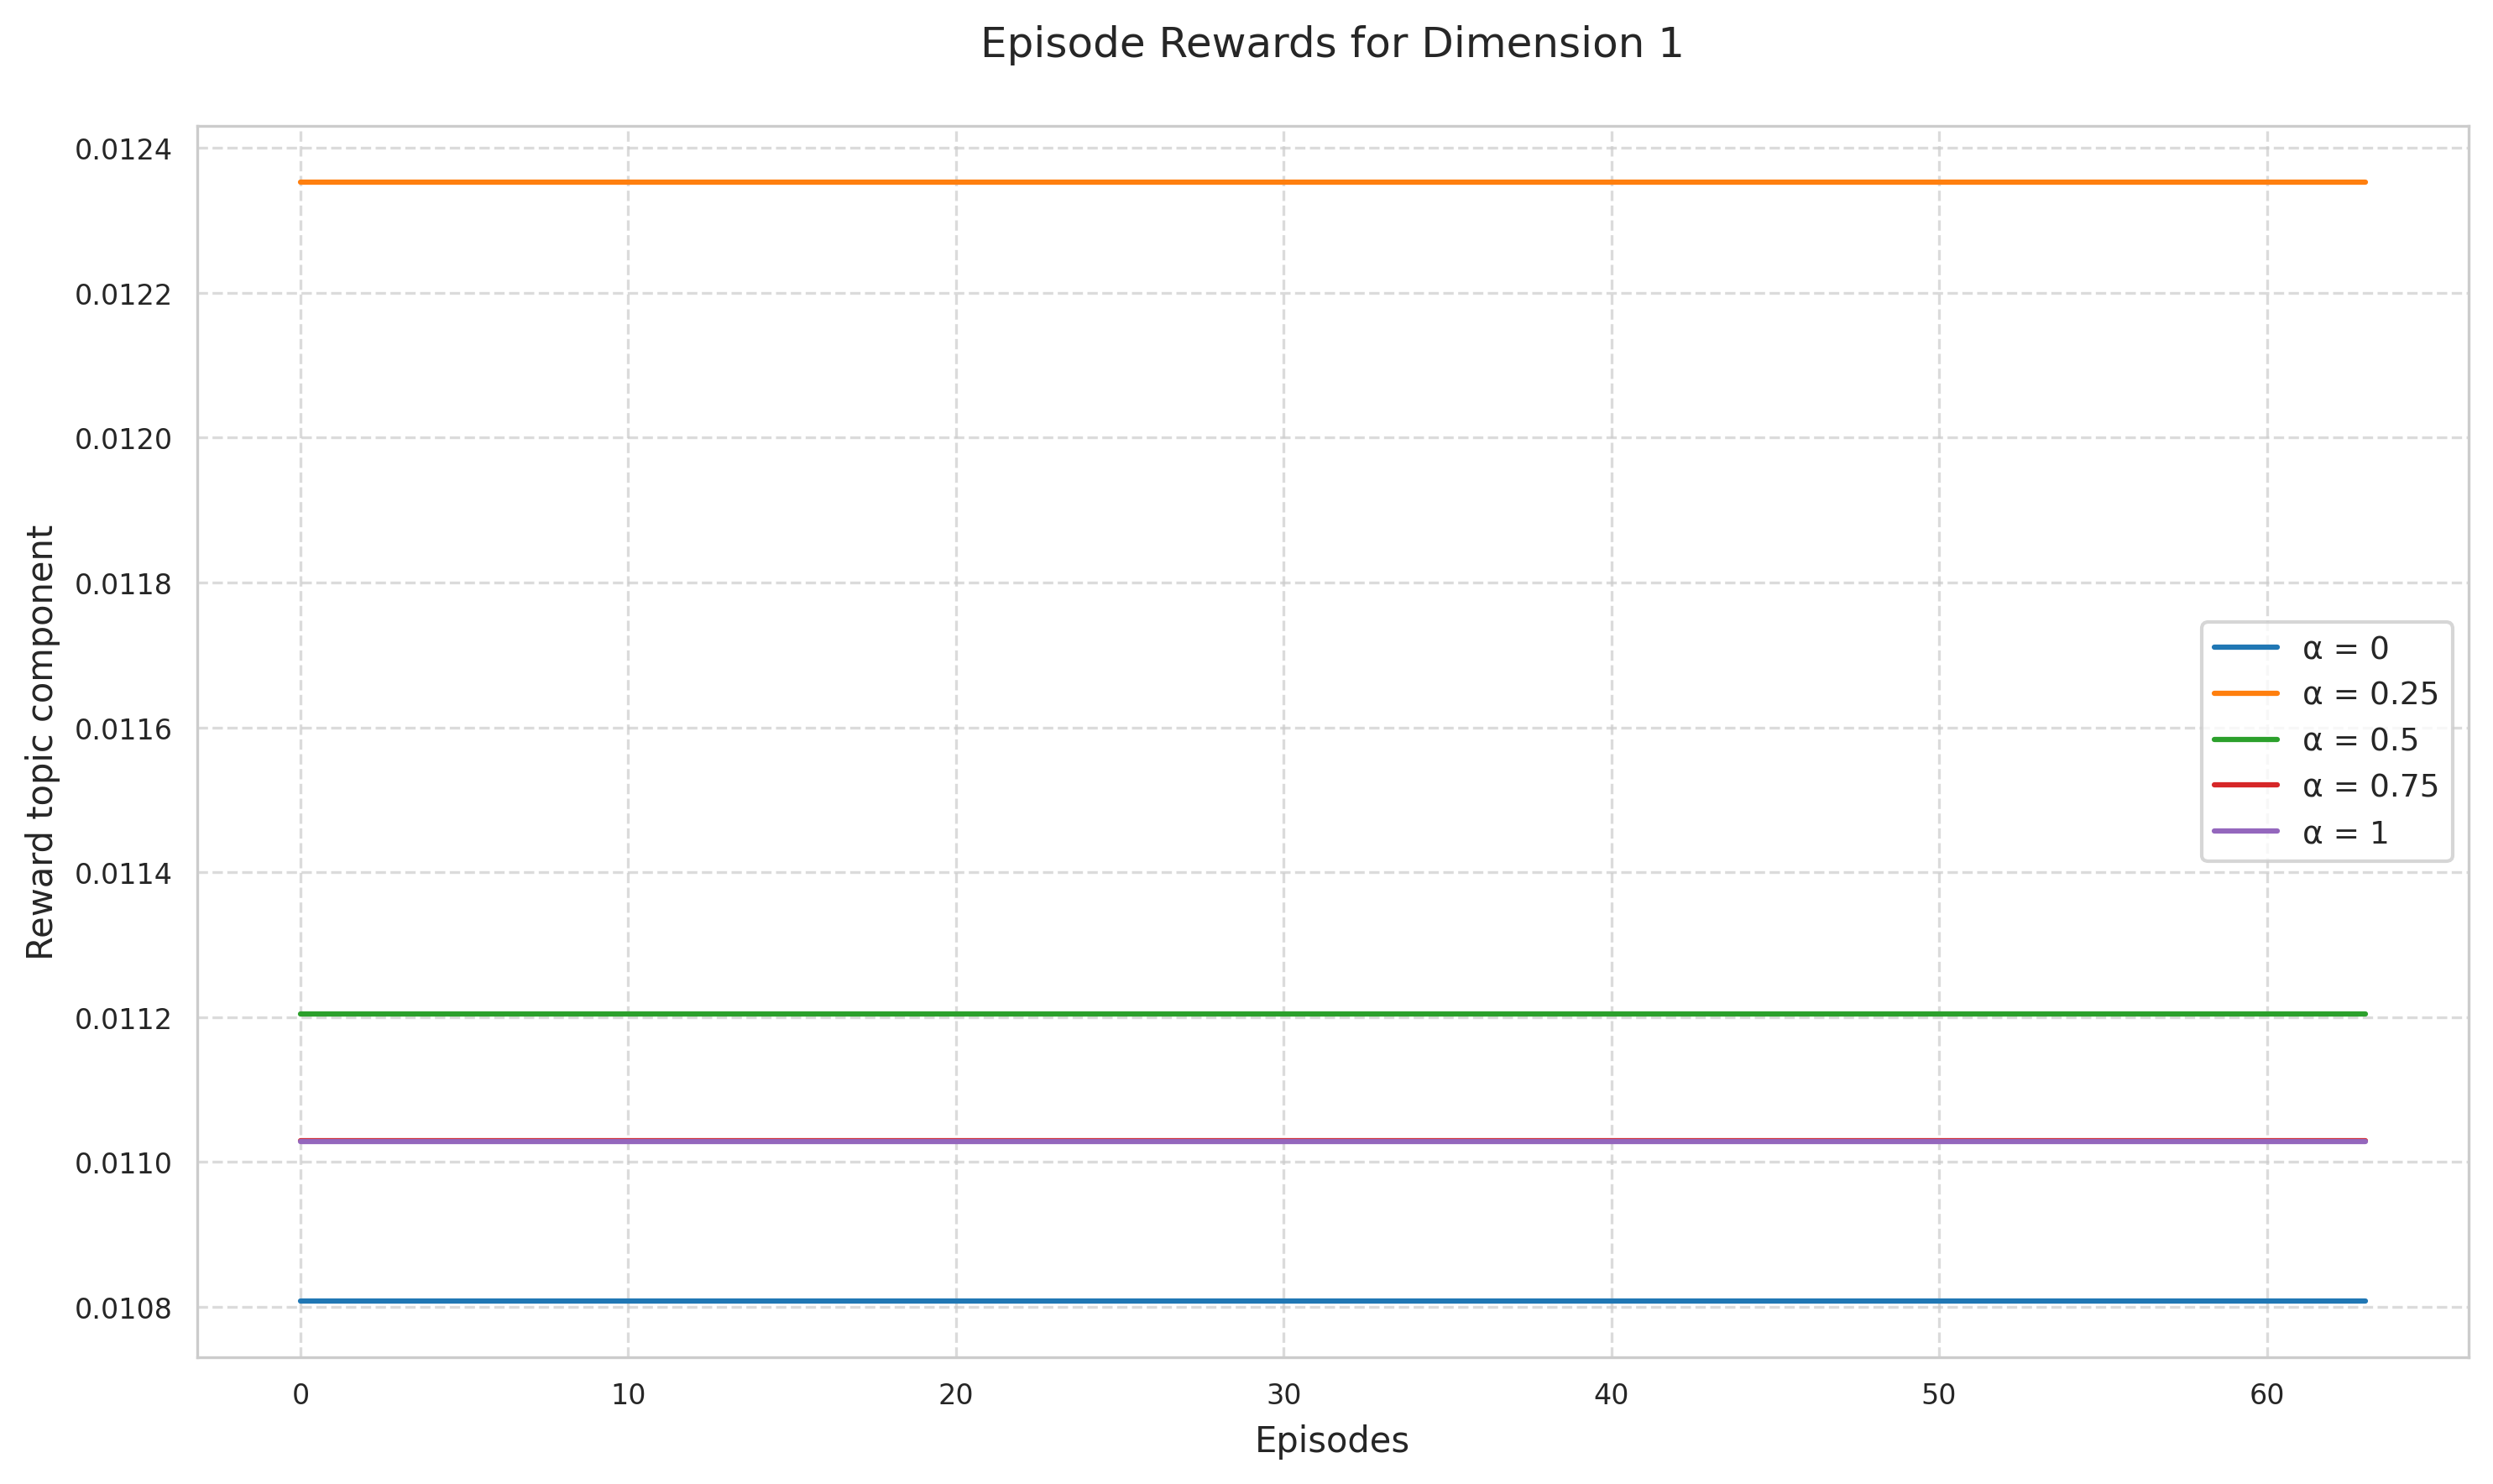 Episode Rewards for Dimension 1
Reward topic component
0.0124
0.0122
0.0120
0.0118
0.0116
0.0114
0.0112
0.0110
0.0108
α = 0
α = 0.25
α = 0.5
α = 0.75
α = 1
0 10 20 30 40 50 60
Episodes